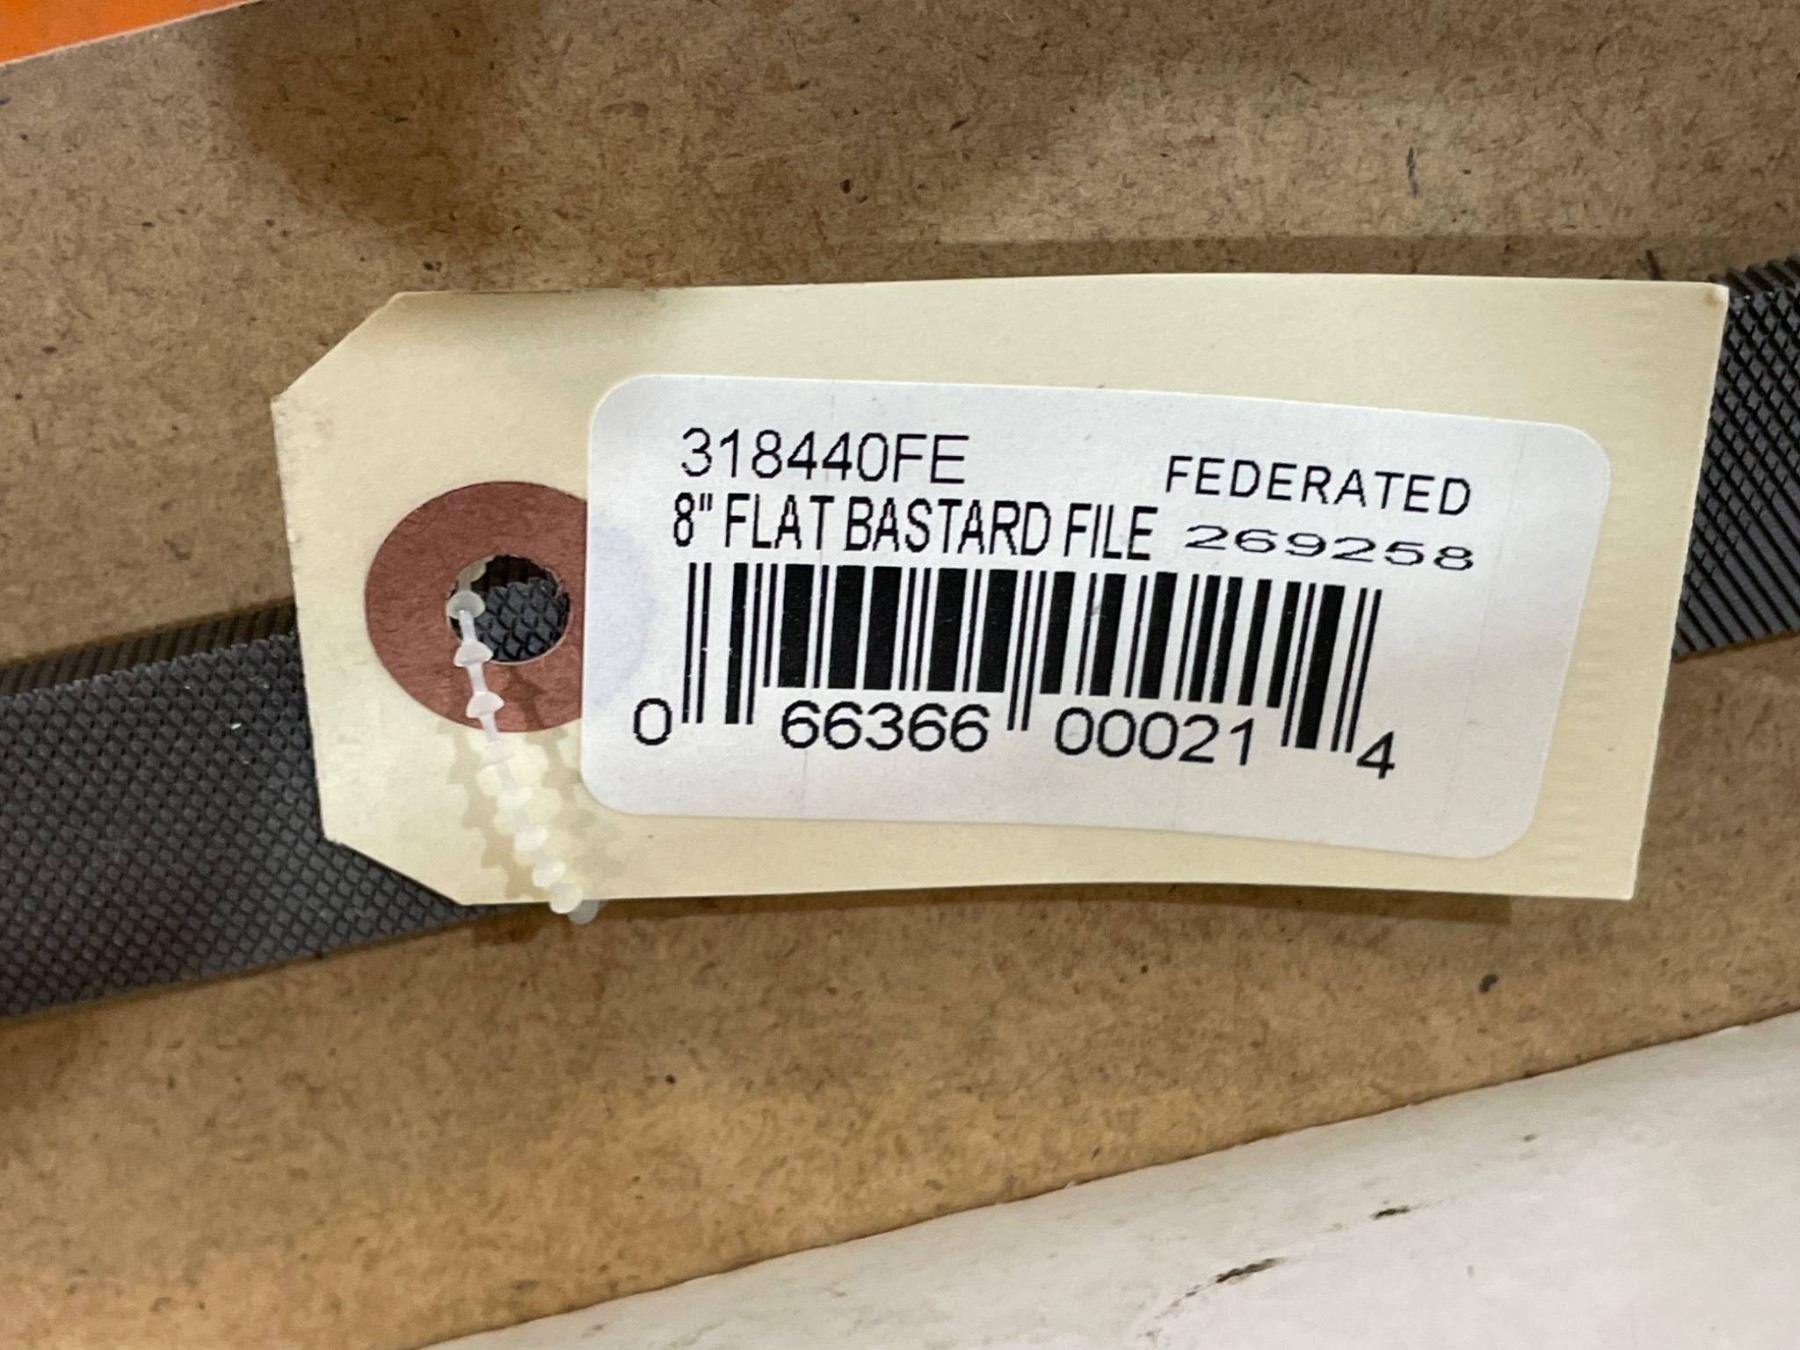 318440FE
FEDERATED
8" FLAT BASTARD FILE 269258
0 66366 00021 4